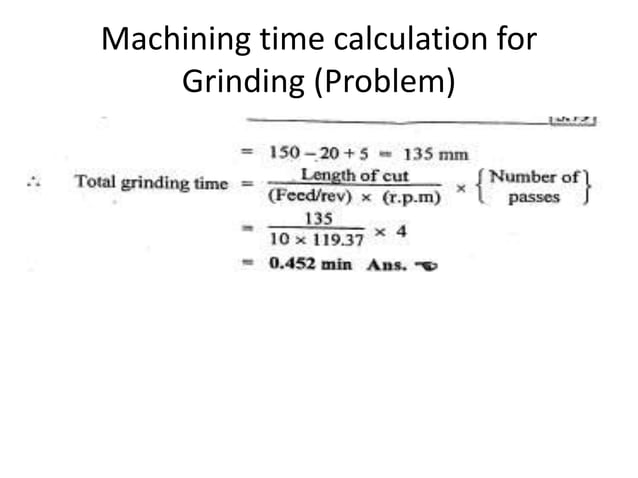 Machining time calculation for
Grinding (Problem)
= 150 – 20 + 5 = 135 mm
∴ Total grinding time = Length of cut / (Feed/rev) × (r.p.m) × { Number of passes }
= 135 / 10 × 119.37 × 4
= 0.452 min Ans.